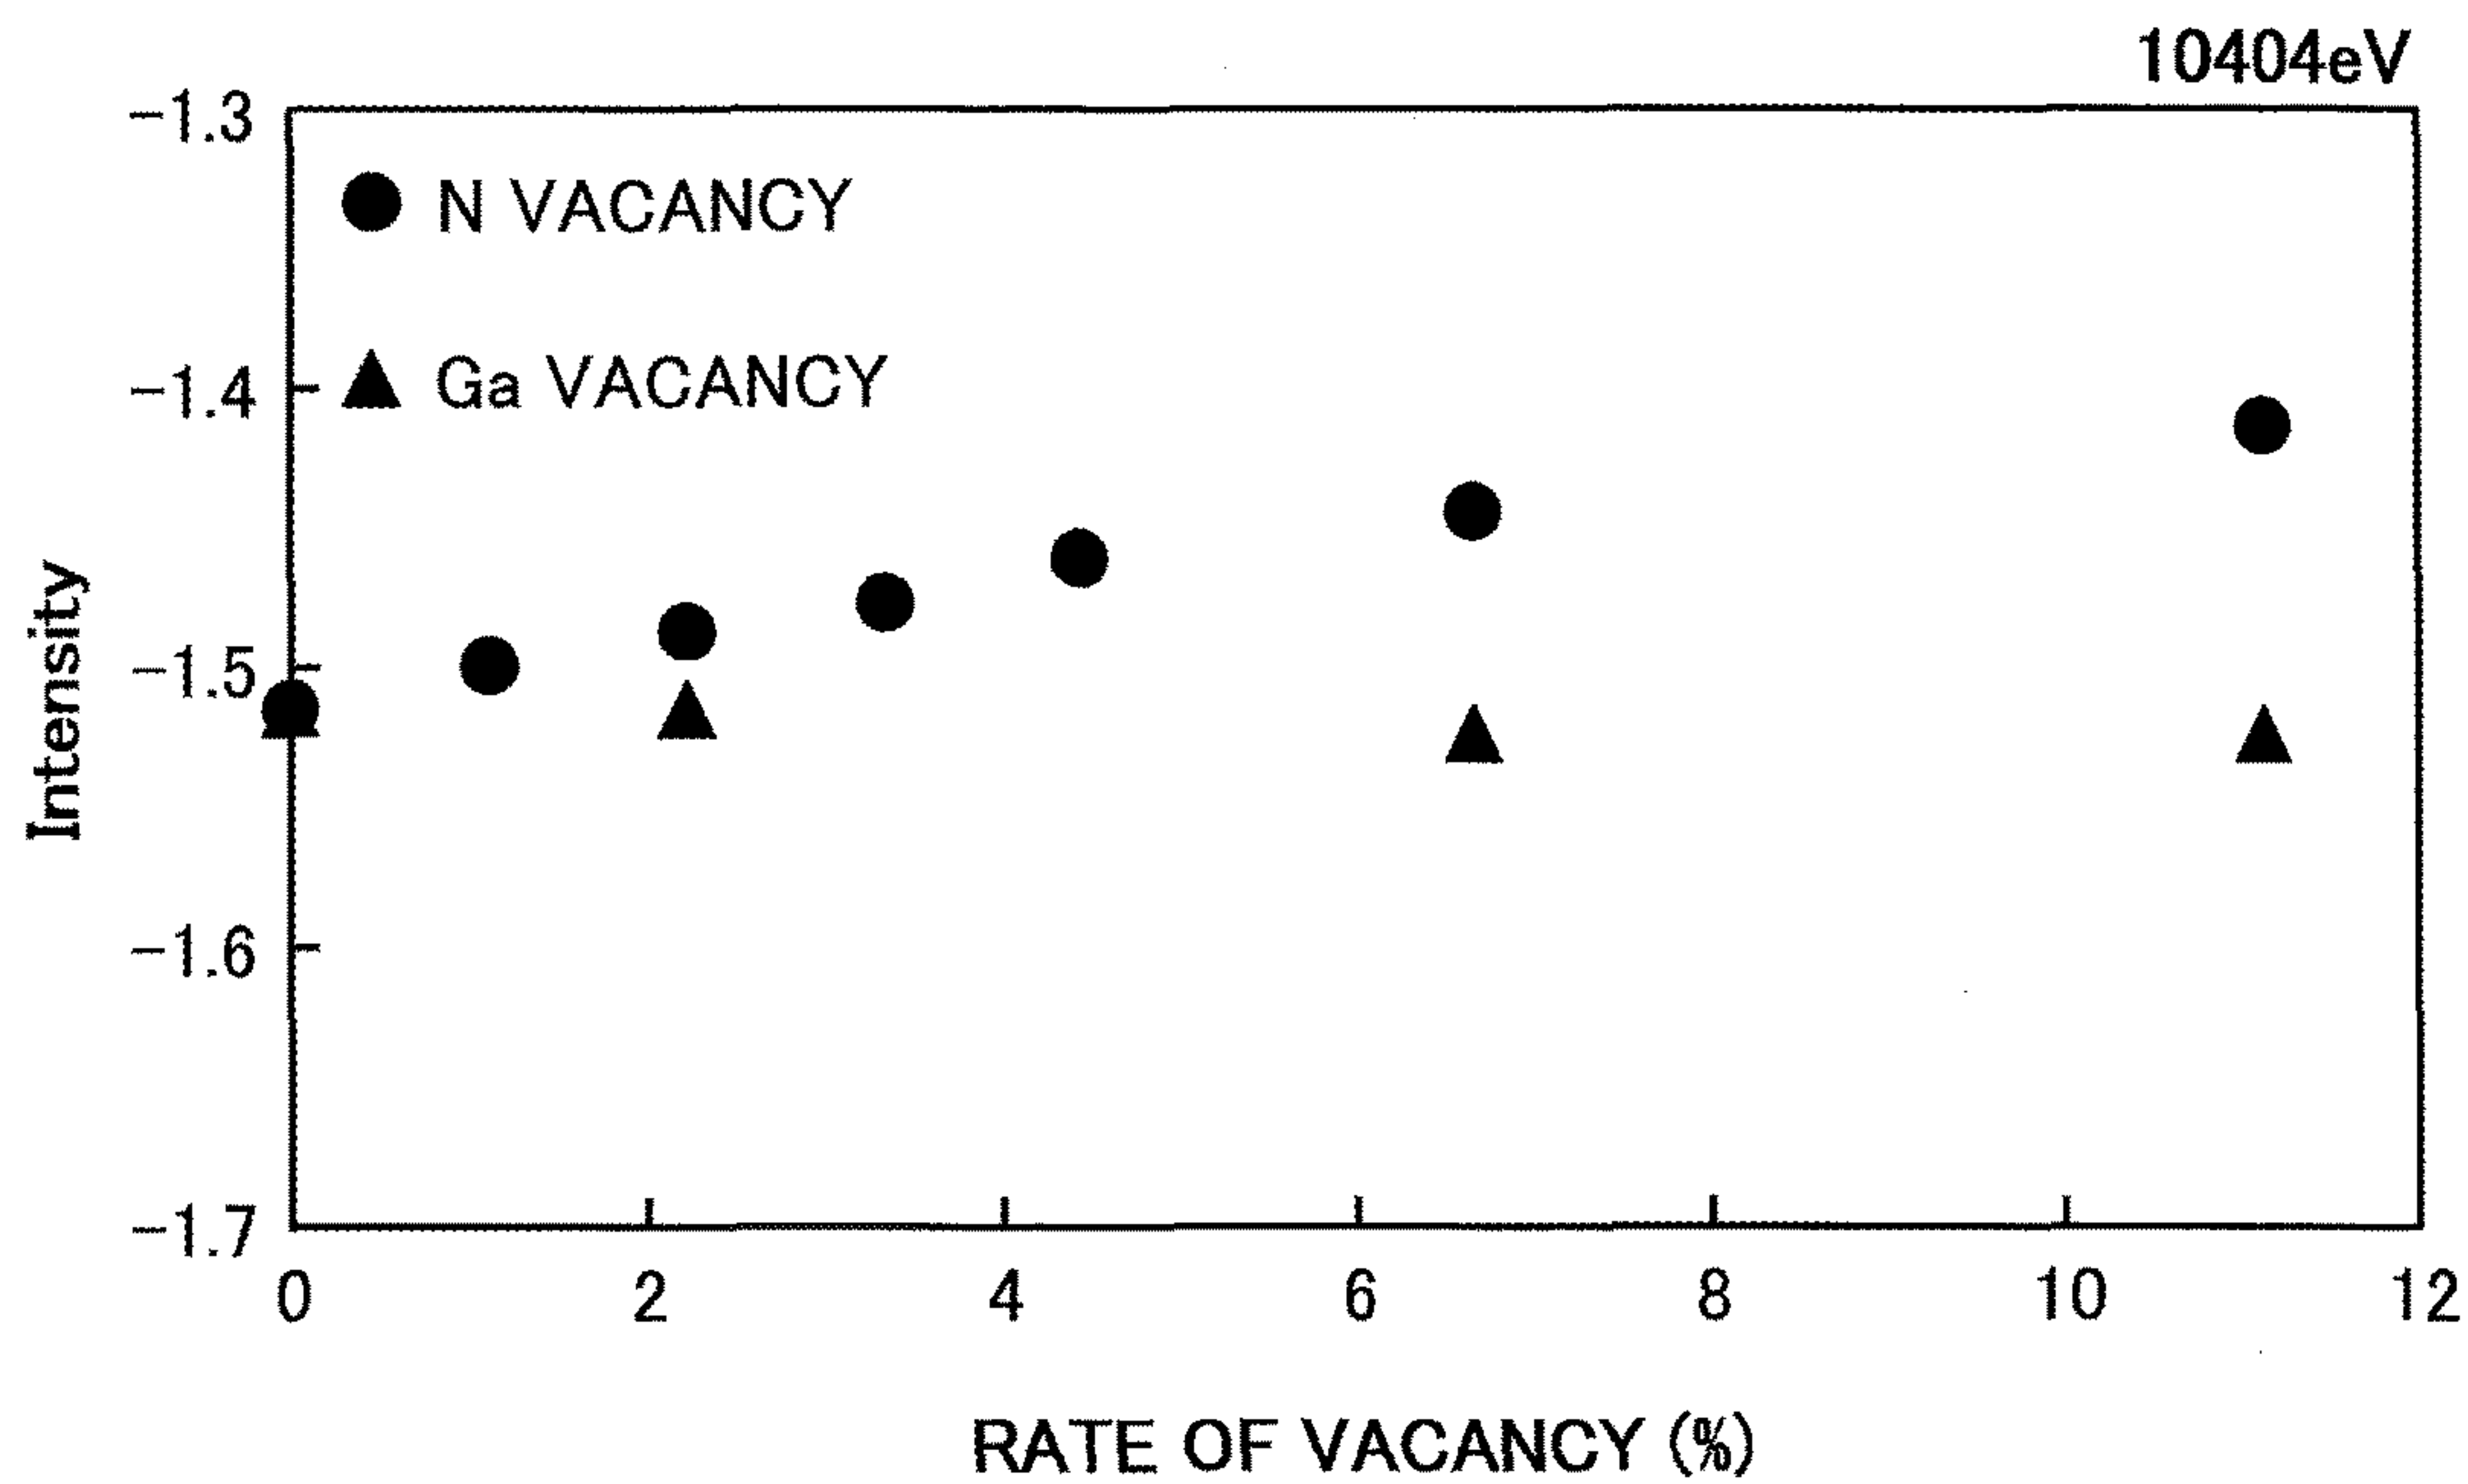 10404eV
−1.3
N VACANCY
Ga VACANCY
−1.4
−1.5
−1.6
−1.7
Intensity
0 2 4 6 8 10 12
RATE OF VACANCY (%)